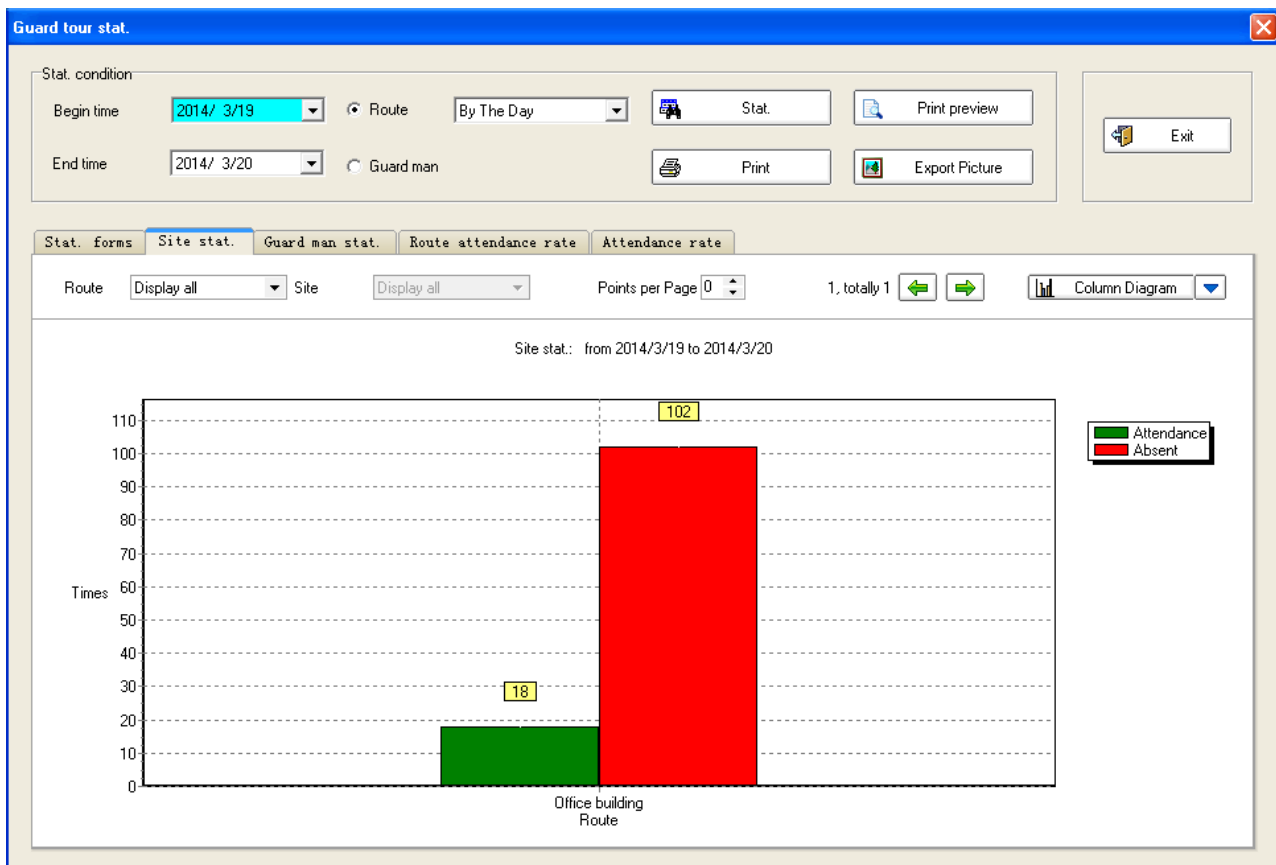 Guard tour stat.
Stat. condition
Begin time 2014/ 3/19 Route By The Day Stat. Print preview
Exit
End time 2014/ 3/20 Guard man Print Export Picture
Stat. forms Site stat. Guard man stat. Route attendance rate Attendance rate
Route Display all Site Display all Points per Page 0 1, totally 1 Column Diagram
Site stat.: from 2014/3/19 to 2014/3/20
110
100
90
80
70
60
50
40
30
20
10
0
Times
102
18
Attendance
Absent
Office building
Route